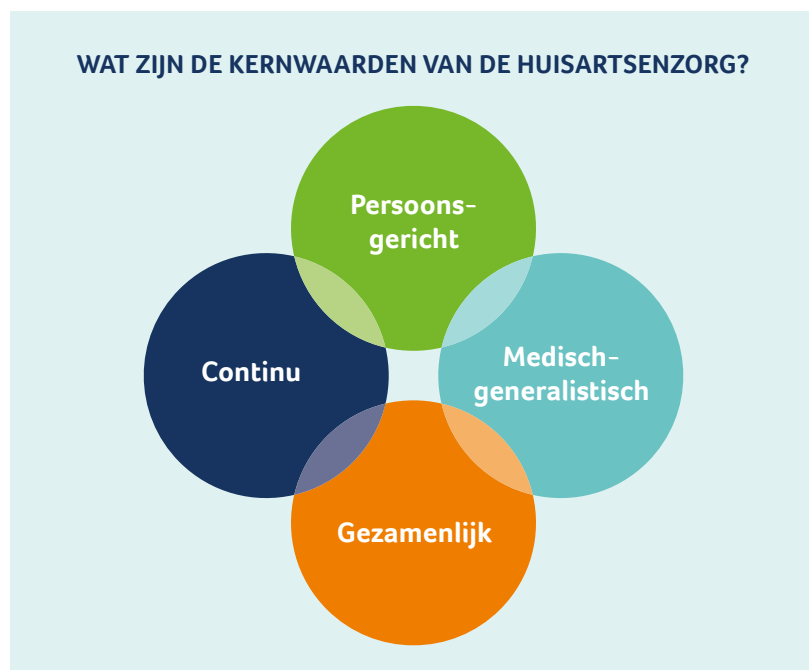 WAT ZIJN DE KERNWAARDEN VAN DE HUISARTSENZORG?
Persoons-
gericht
Continu
Medisch-
generalistisch
Gezamenlijk